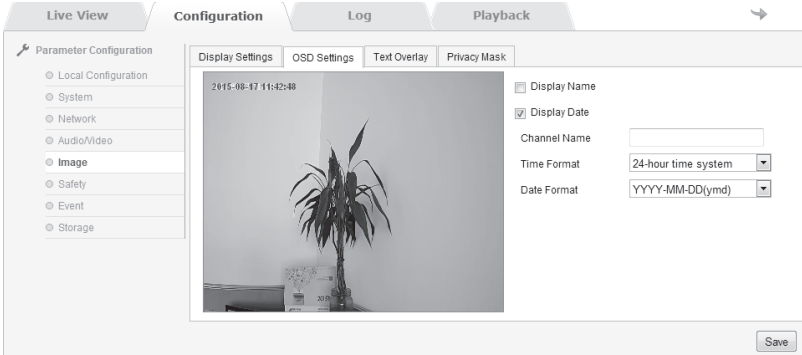 Live View
Configuration
Log
Playback
Parameter Configuration
Local Configuration
System
Network
Audio/Video
Image
Safety
Event
Storage
Display Settings
OSD Settings
Text Overlay
Privacy Mask
2015-08-17 11:42:48
Display Name
Display Date
Channel Name
Time Format
24-hour time system
Date Format
YYYY-MM-DD(ymd)
Save